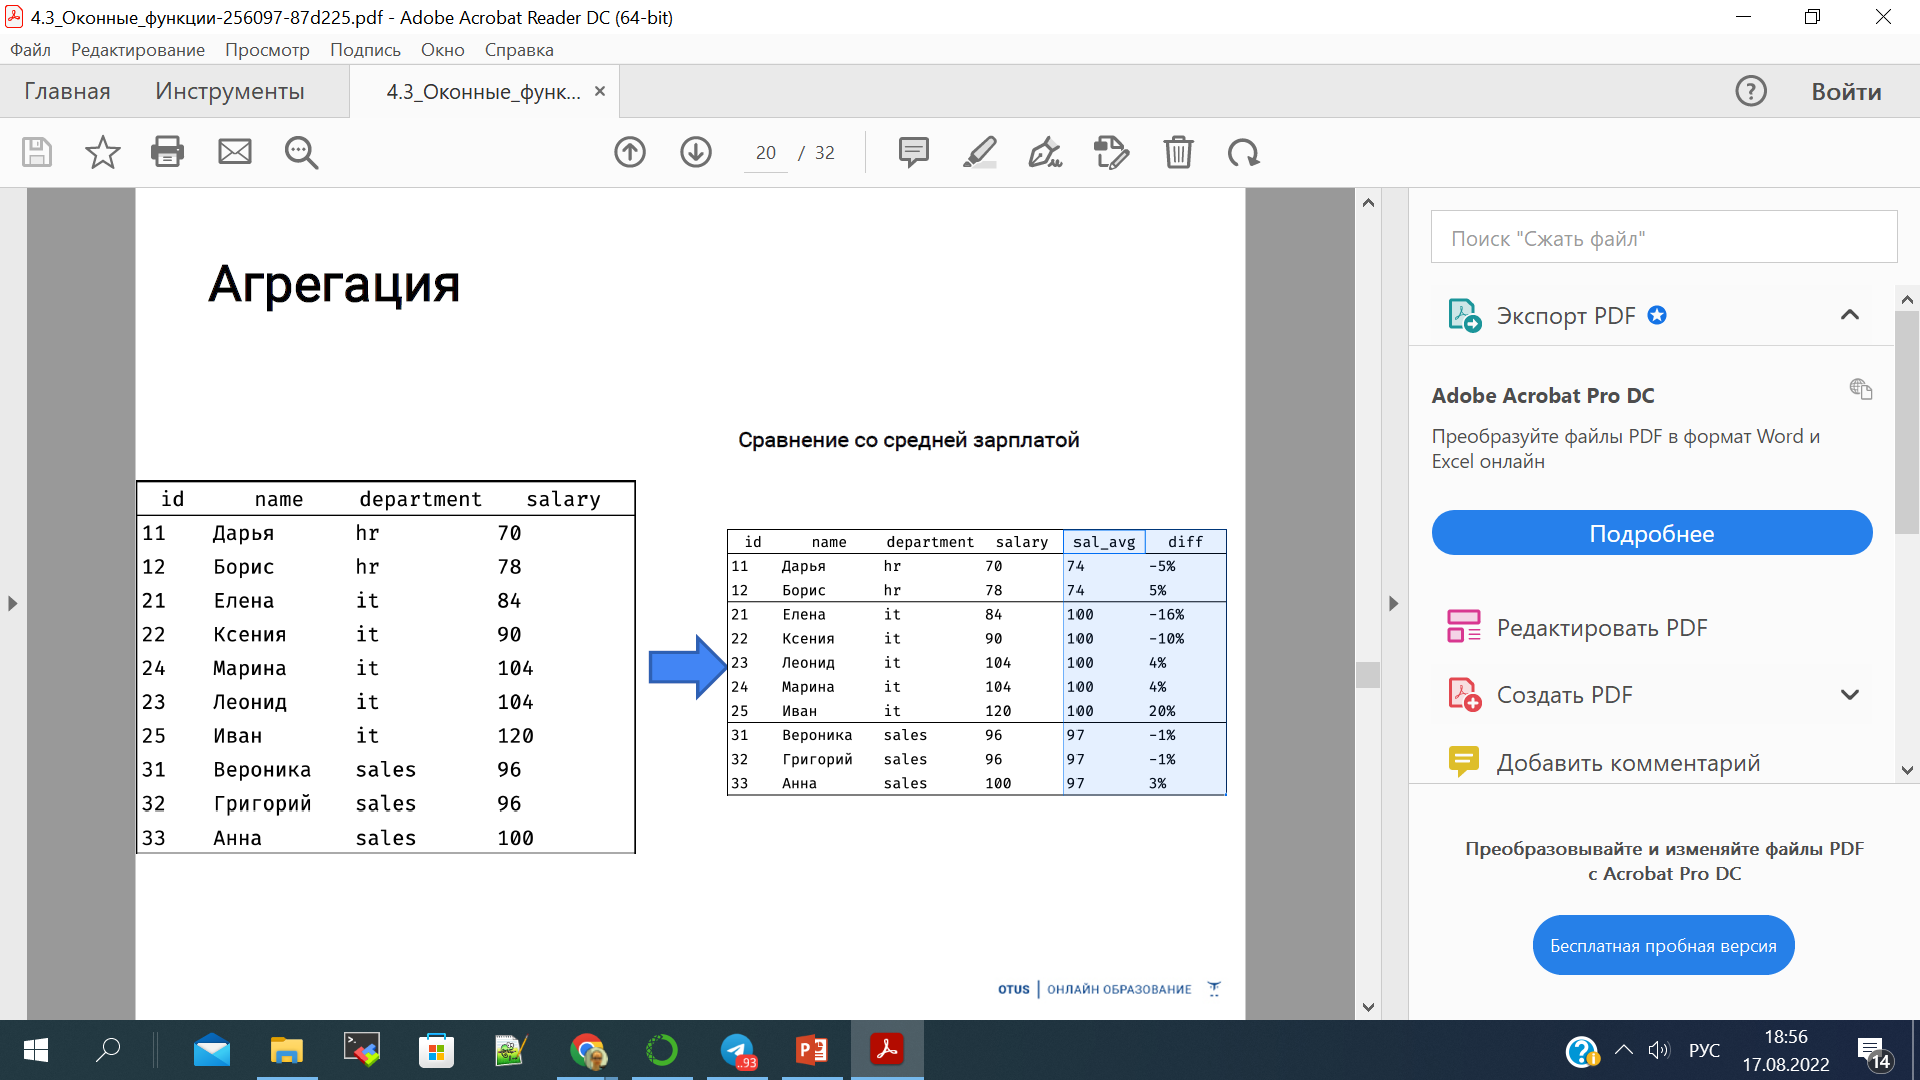 4.3_Оконные_функции-256097-87d225.pdf - Adobe Acrobat Reader DC (64-bit)
Файл Редактирование Просмотр Подпись Окно Справка
Главная Инструменты 4.3_Оконные_функ... × ? Войти
20 / 32
Агрегация
Сравнение со средней зарплатой
id name department salary
11 Дарья hr 70
12 Борис hr 78
21 Елена it 84
22 Ксения it 90
24 Марина it 104
23 Леонид it 104
25 Иван it 120
31 Вероника sales 96
32 Григорий sales 96
33 Анна sales 100
id name department salary sal_avg diff
11 Дарья hr 70 74 -5%
12 Борис hr 78 74 5%
21 Елена it 84 100 -16%
22 Ксения it 90 100 -10%
23 Леонид it 104 100 4%
24 Марина it 104 100 4%
25 Иван it 120 100 20%
31 Вероника sales 96 97 -1%
32 Григорий sales 96 97 -1%
33 Анна sales 100 97 3%
OTUS | ОНЛАЙН ОБРАЗОВАНИЕ
Поиск "Сжать файл"
Экспорт PDF
Adobe Acrobat Pro DC
Преобразуйте файлы PDF в формат Word и
Excel онлайн
Подробнее
Редактировать PDF
Создать PDF
Добавить комментарий
Преобразовывайте и изменяйте файлы PDF
с Acrobat Pro DC
Бесплатная пробная версия
..93
РУС
18:56
17.08.2022
14